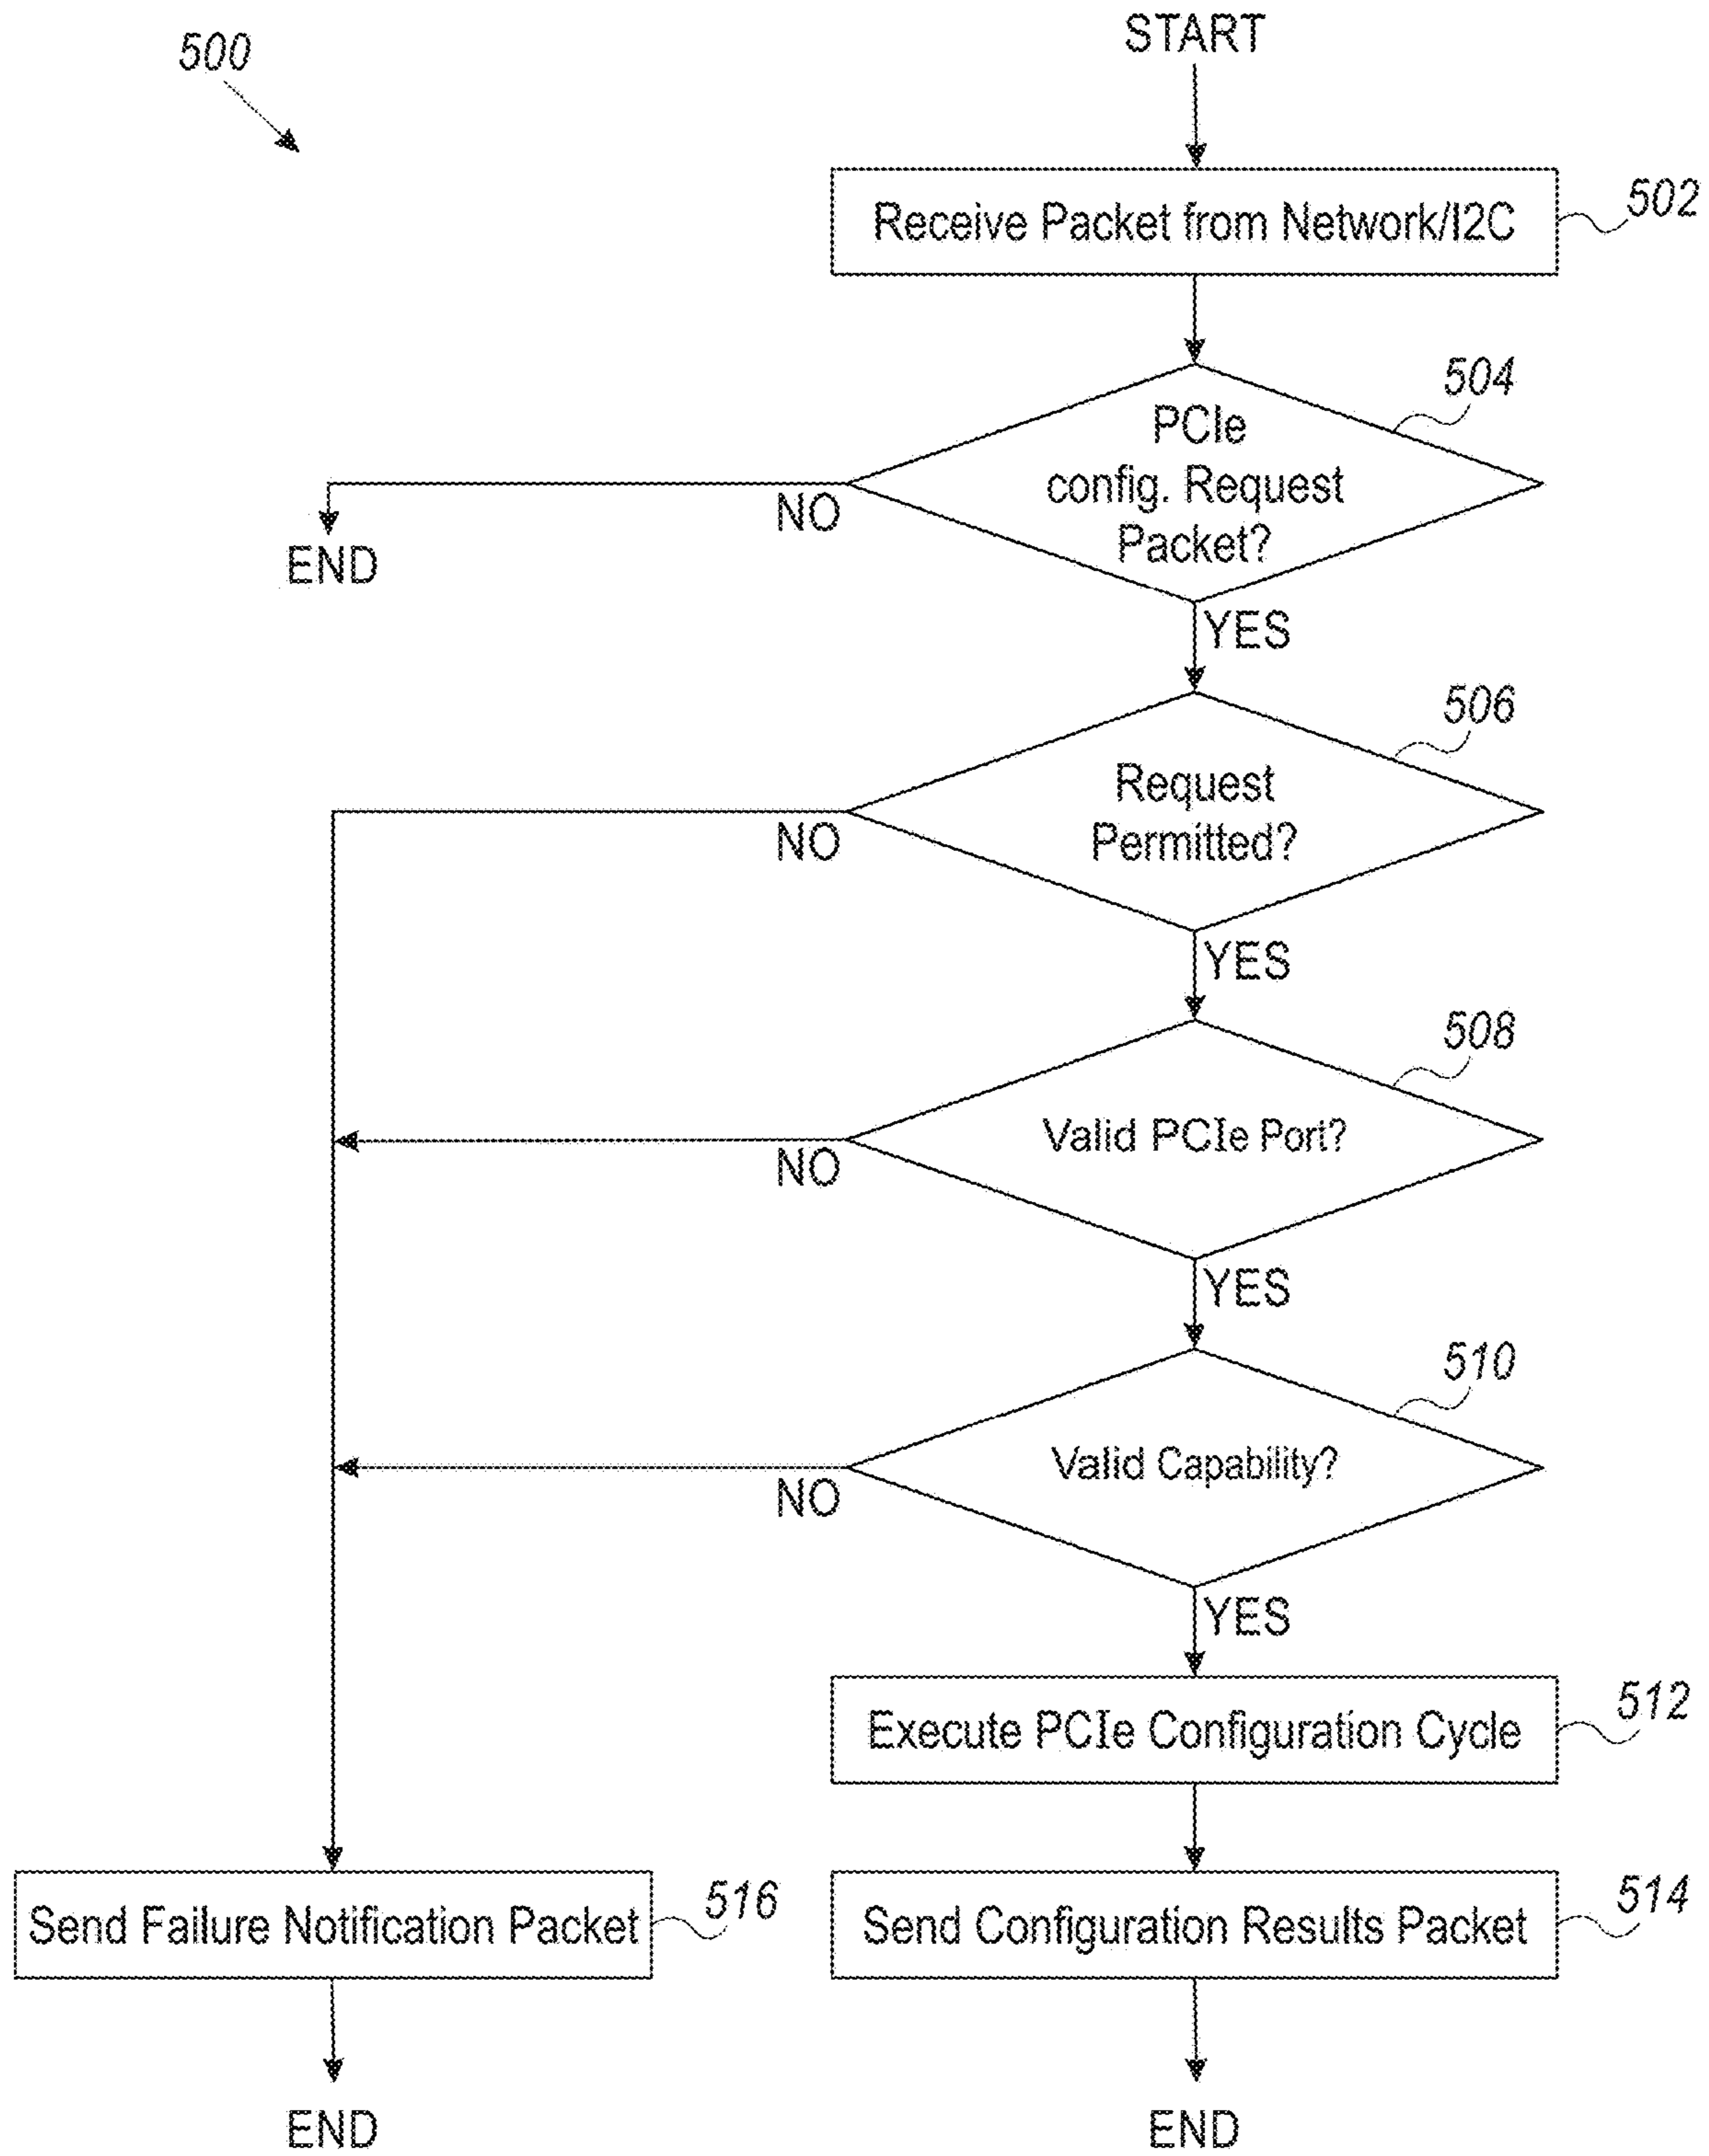 500
START
Receive Packet from Network/I2C
502
504
PCIe
config. Request
Packet?
NO
END
YES
506
Request
Permitted?
NO
YES
508
Valid PCIe Port?
NO
YES
510
Valid Capability?
NO
YES
Execute PCIe Configuration Cycle
512
Send Failure Notification Packet
516
Send Configuration Results Packet
514
END
END